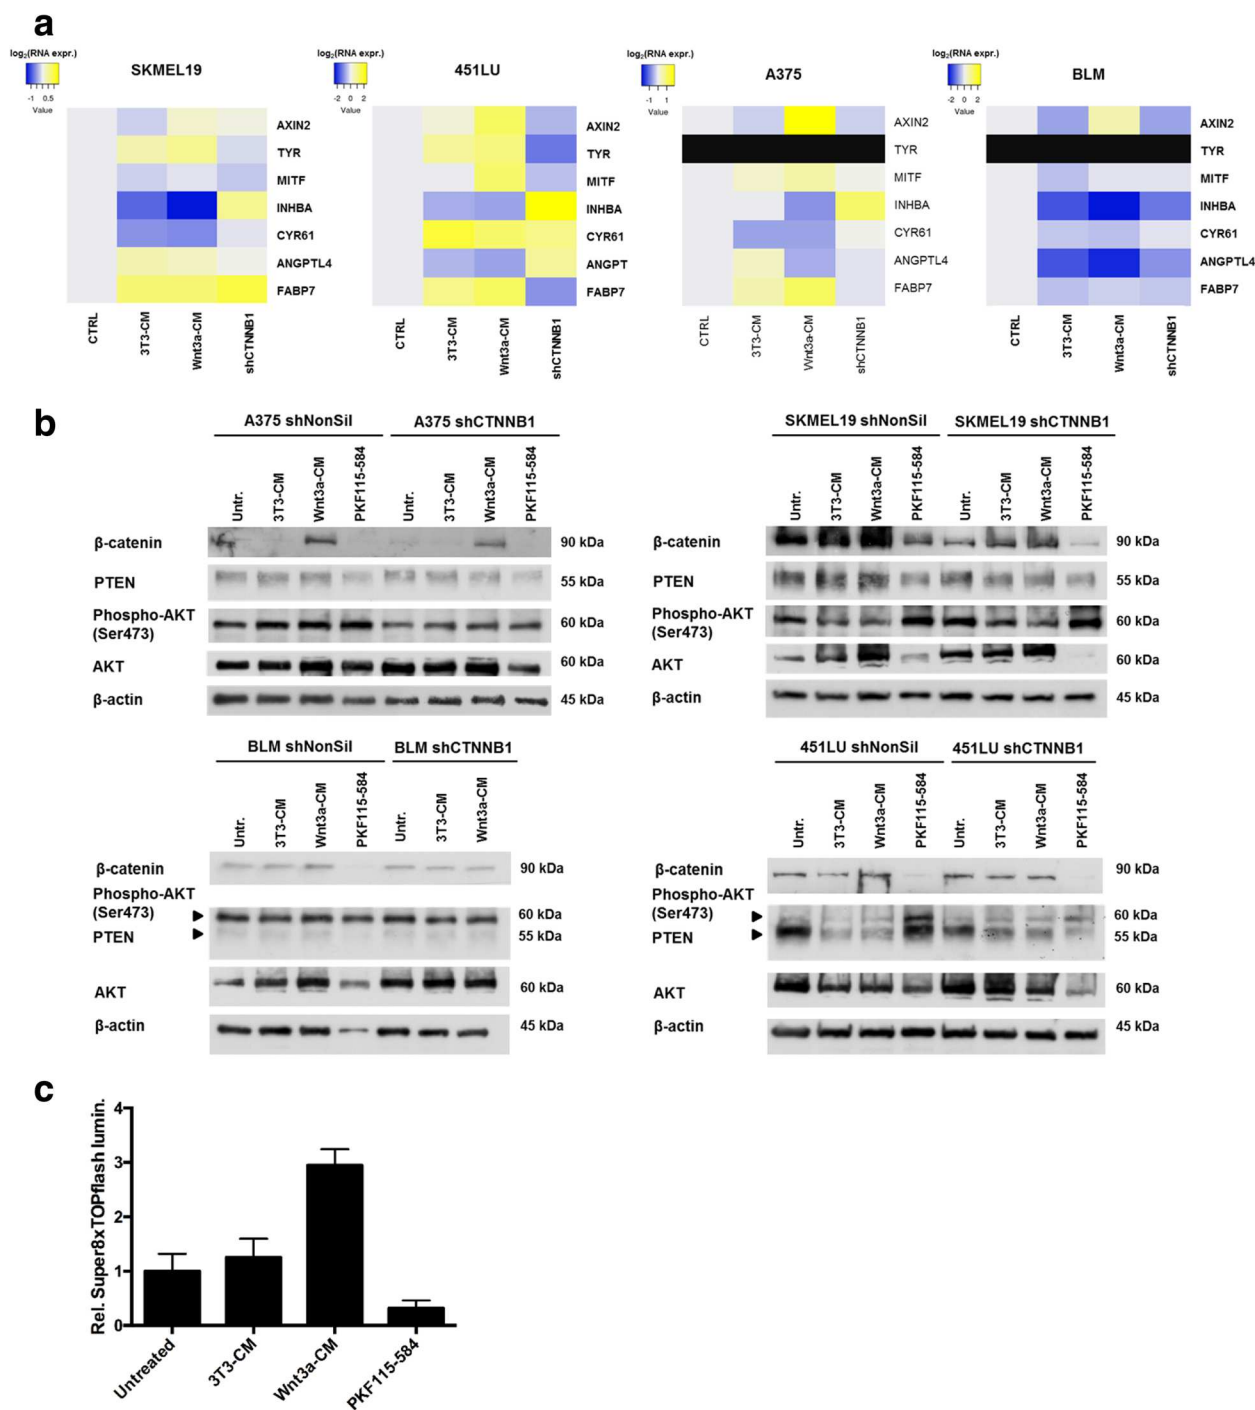 a
log2(RNA expr.)
-1 0.5
Value
SKMEL19
AXIN2
TYR
MITF
INHBA
CYR61
ANGPTL4
FABP7
CTRL
3T3-CM
Wnt3a-CM
shCTNNB1
log2(RNA expr.)
-2 0 2
Value
451LU
AXIN2
TYR
MITF
INHBA
CYR61
ANGPT
FABP7
CTRL
3T3-CM
Wnt3a-CM
shCTNNB1
log2(RNA expr.)
-1 1
Value
A375
AXIN2
TYR
MITF
INHBA
CYR61
ANGPTL4
FABP7
CTRL
3T3-CM
Wnt3a-CM
shCTNNB1
log2(RNA expr.)
-2 0 2
Value
BLM
AXIN2
TYR
MITF
INHBA
CYR61
ANGPTL4
FABP7
CTRL
3T3-CM
Wnt3a-CM
shCTNNB1
b
A375 shNonSil A375 shCTNNB1
Untr. 3T3-CM Wnt3a-CM PKF115-584 Untr. 3T3-CM Wnt3a-CM PKF115-584
β-catenin 90 kDa
PTEN 55 kDa
Phospho-AKT
(Ser473) 60 kDa
AKT 60 kDa
β-actin 45 kDa
SKMEL19 shNonSil SKMEL19 shCTNNB1
Untr. 3T3-CM Wnt3a-CM PKF115-584 Untr. 3T3-CM Wnt3a-CM PKF115-584
β-catenin 90 kDa
PTEN 55 kDa
Phospho-AKT
(Ser473) 60 kDa
AKT 60 kDa
β-actin 45 kDa
BLM shNonSil BLM shCTNNB1
Untr. 3T3-CM Wnt3a-CM PKF115-584 Untr. 3T3-CM Wnt3a-CM
β-catenin 90 kDa
Phospho-AKT
(Ser473) 60 kDa
PTEN 55 kDa
AKT 60 kDa
β-actin 45 kDa
451LU shNonSil 451LU shCTNNB1
Untr. 3T3-CM Wnt3a-CM PKF115-584 Untr. 3T3-CM Wnt3a-CM PKF115-584
β-catenin 90 kDa
Phospho-AKT
(Ser473) 60 kDa
PTEN 55 kDa
AKT 60 kDa
β-actin 45 kDa
c
Rel. Super8xTOPflash lumin.
4
3
2
1
0
Untreated
3T3-CM
Wnt3a-CM
PKF115-584